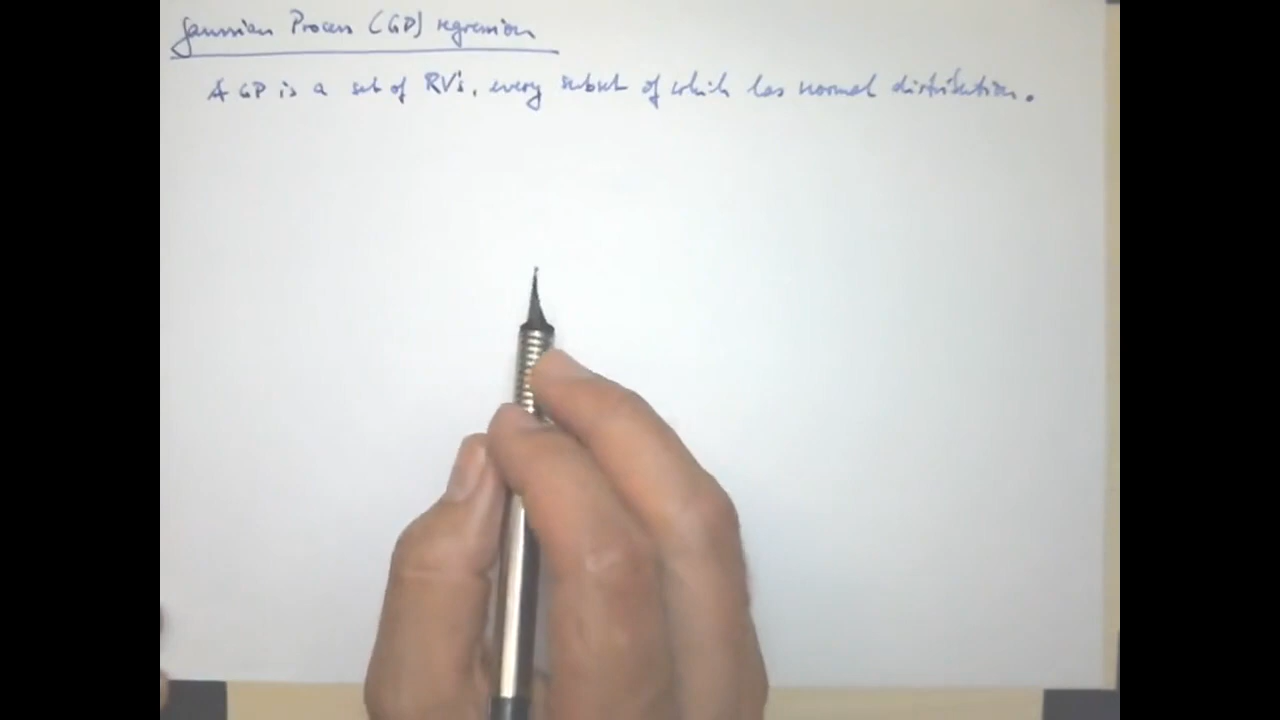 Gaussian Process (GP) regression
A GP is a set of RV's, every subset of which has normal distribution.